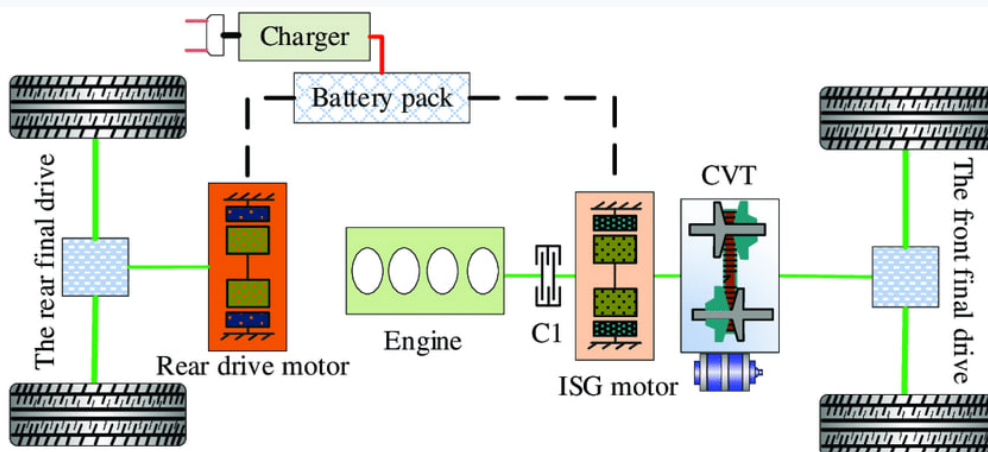 Charger
Battery pack
CVT
The rear final drive
The front final drive
Engine
C1
Rear drive motor
ISG motor